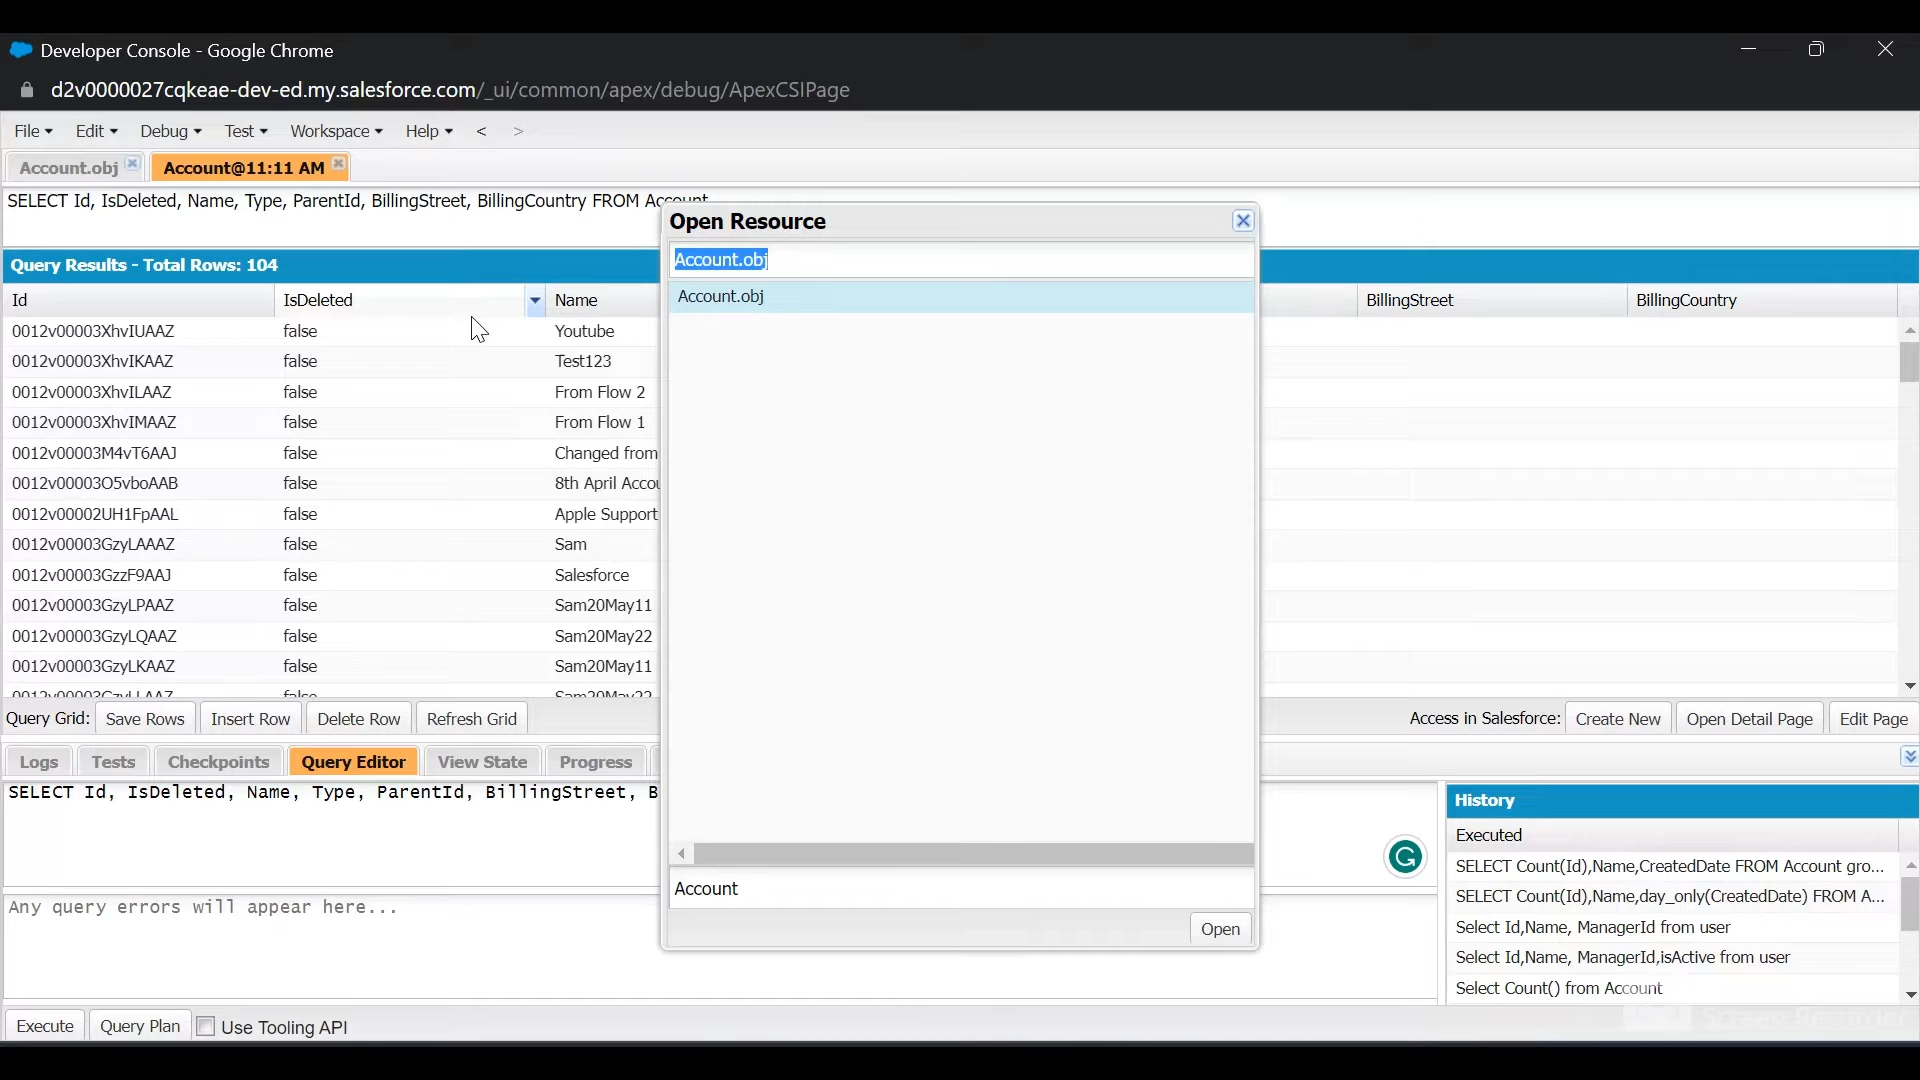 Developer Console - Google Chrome
d2v0000027cqkeae-dev-ed.my.salesforce.com/_ui/common/apex/debug/ApexCSIPage
File Edit Debug Test Workspace Help < >
Account.obj Account@11:11 AM
SELECT Id, IsDeleted, Name, Type, ParentId, BillingStreet, BillingCountry FROM Account
Open Resource
Account.obj
Account.obj
Account
Open
Query Results - Total Rows: 104
Id IsDeleted Name BillingStreet BillingCountry
0012v00003XhvIUAAZ false Youtube
0012v00003XhvIKAAZ false Test123
0012v00003XhvILAAZ false From Flow 2
0012v00003XhvIMAAZ false From Flow 1
0012v00003M4vT6AAJ false Changed from
0012v00003O5vboAAB false 8th April Accou
0012v00002UH1FpAAL false Apple Support
0012v00003GzyLAAAZ false Sam
0012v00003GzzF9AAJ false Salesforce
0012v00003GzyLPAAZ false Sam20May11
0012v00003GzyLQAAZ false Sam20May22
0012v00003GzyLKAAZ false Sam20May11
0012v00003GzyLLAAZ false Sam20May22
Query Grid: Save Rows Insert Row Delete Row Refresh Grid Access in Salesforce: Create New Open Detail Page Edit Page
Logs Tests Checkpoints Query Editor View State Progress
SELECT Id, IsDeleted, Name, Type, ParentId, BillingStreet, B
Any query errors will appear here...
History
Executed
SELECT Count(Id),Name,CreatedDate FROM Account gro...
SELECT Count(Id),Name,day_only(CreatedDate) FROM A...
Select Id,Name, ManagerId from user
Select Id,Name, ManagerId,isActive from user
Select Count() from Account
Execute Query Plan Use Tooling API
Screen Recorder